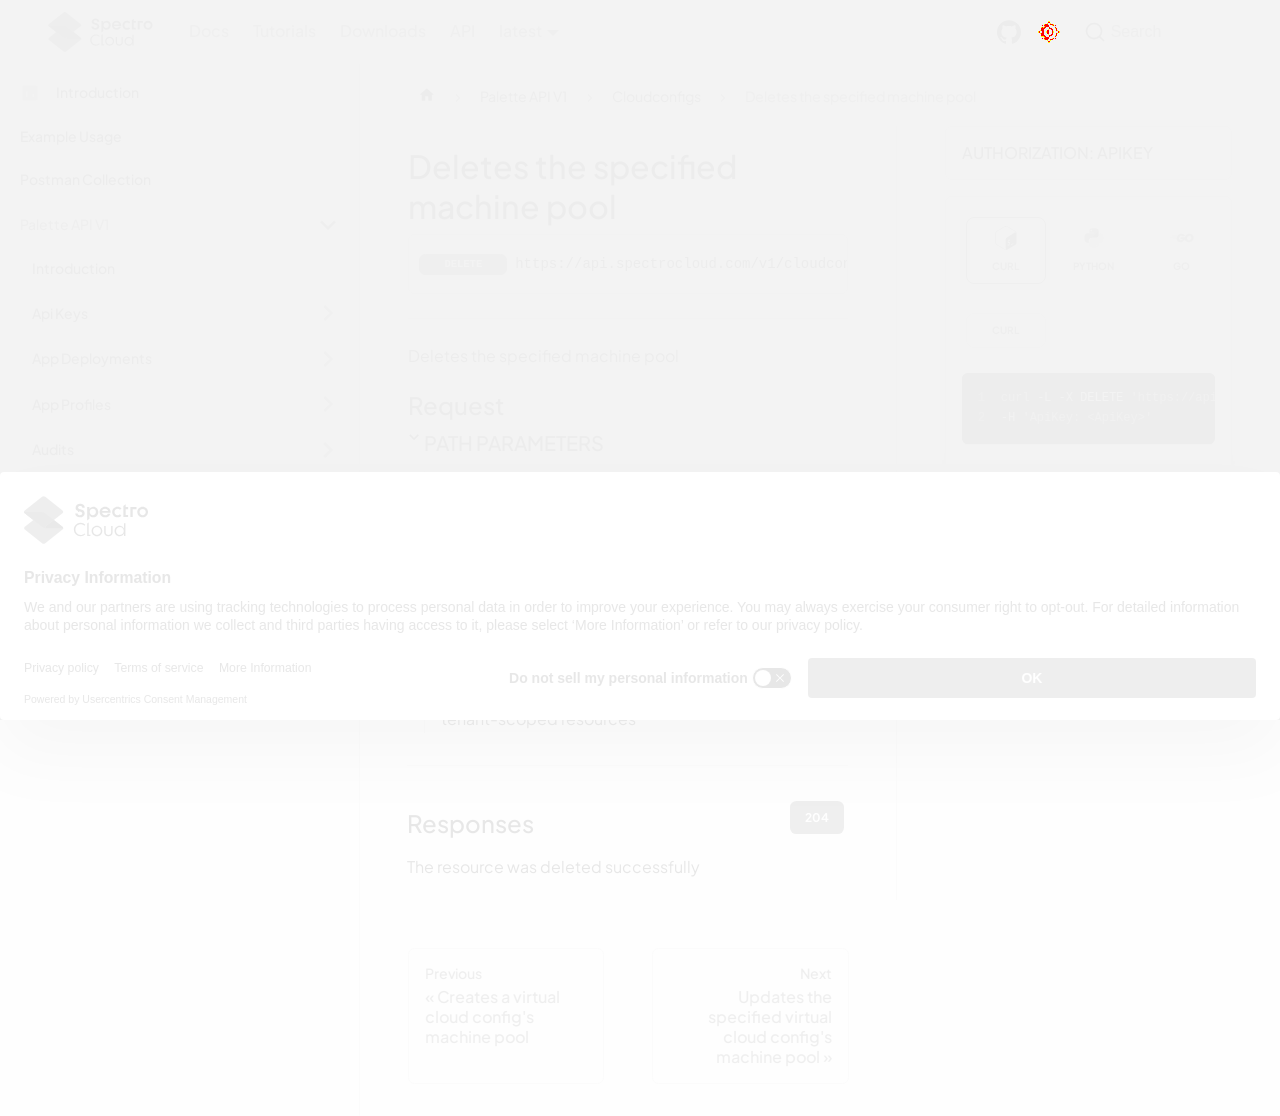 Spectro
Cloud
Docs
Tutorials
Downloads
API
latest
Search
Introduction
Example Usage
Postman Collection
Palette API V1
Introduction
Api Keys
App Deployments
App Profiles
Audits
Palette API V1
Cloudconfigs
Deletes the specified machine pool
Deletes the specified
machine pool
https://api.spectrocloud.com/v1/cloudcon
Deletes the specified machine pool
Request
PATH PARAMETERS
AUTHORIZATION: APIKEY
CURL
PYTHON
GO
CURL
DELETE
Spectro
Cloud
Privacy Information
We and our partners are using tracking technologies to process personal data in order to improve your experience. You may always exercise your consumer right to opt-out. For detailed information
about personal information we collect and third parties having access to it, please select ‘More Information’ or refer to our privacy policy.
Privacy policy
Terms of service
More Information
Do not sell my personal information
OK
Powered by Usercentrics Consent Management
tenant-scoped resources
Responses
204
The resource was deleted successfully
Previous
« Creates a virtual
cloud config's
machine pool
Next
Updates the
specified virtual
cloud config's
machine pool »